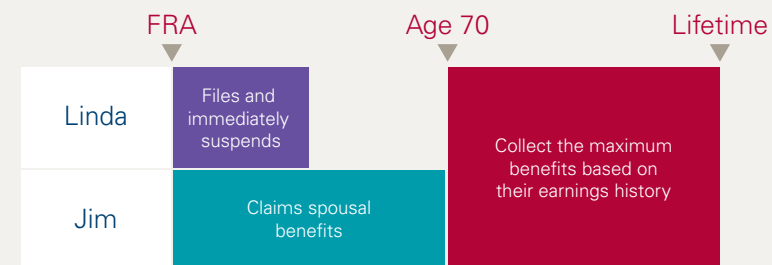 FRA
Age 70
Lifetime
Linda
Files and
immediately
suspends
Collect the maximum
benefits based on
their earnings history
Jim
Claims spousal
benefits